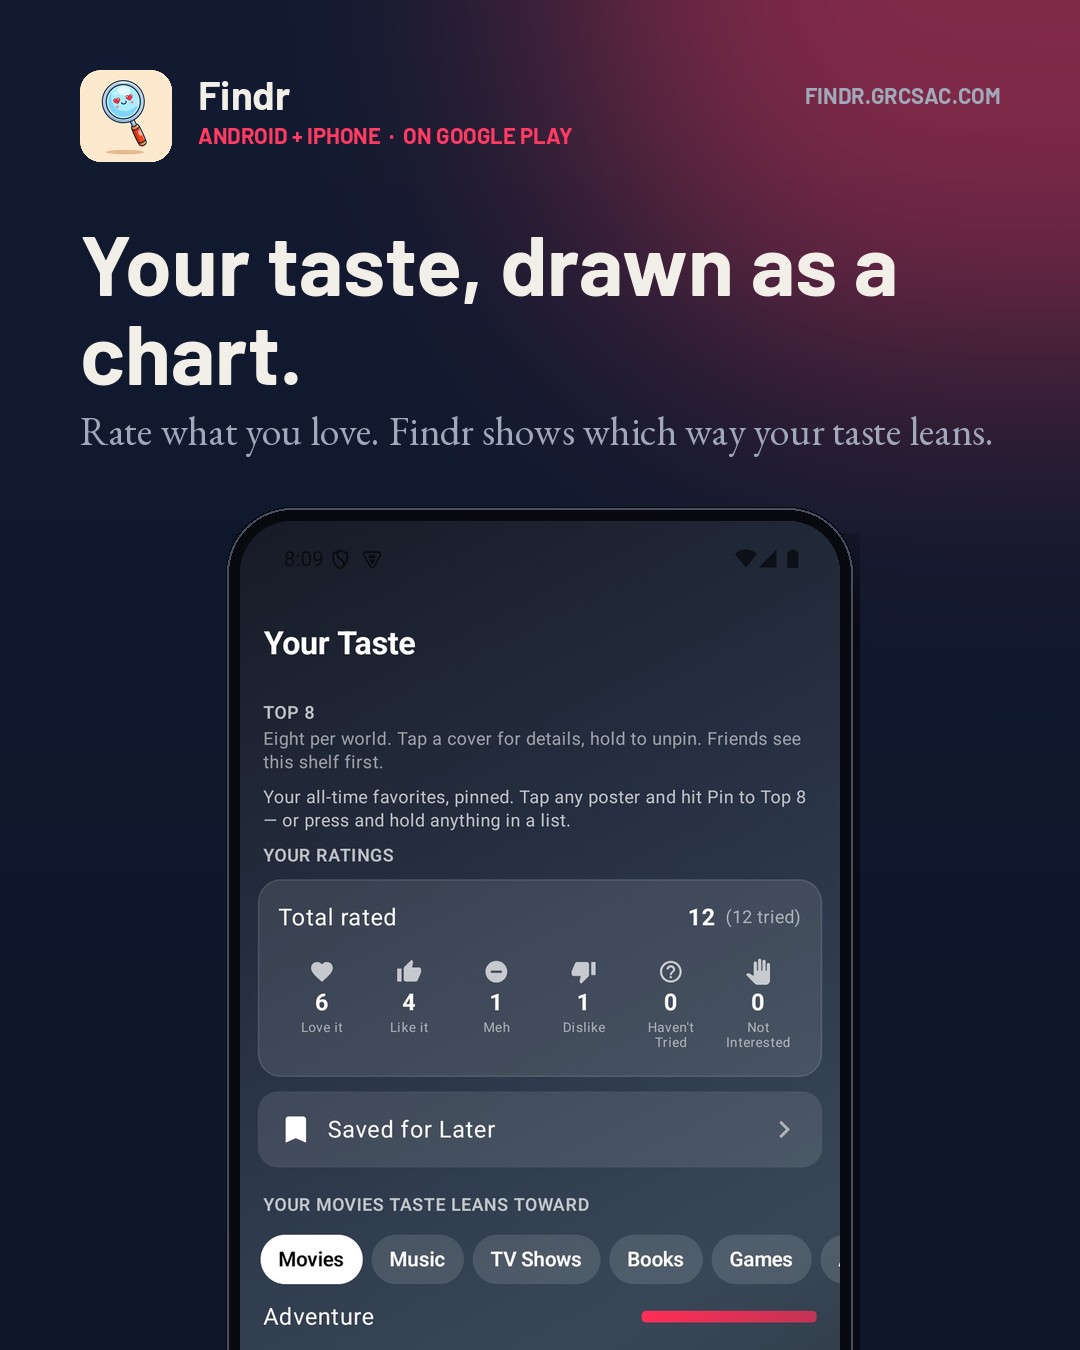 Findr
ANDROID + IPHONE · ON GOOGLE PLAY
FINDR.GRCSAC.COM
Your taste, drawn as a
chart.
Rate what you love. Findr shows which way your taste leans.
8:09
Your Taste
TOP 8
Eight per world. Tap a cover for details, hold to unpin. Friends see
this shelf first.
Your all-time favorites, pinned. Tap any poster and hit Pin to Top 8
— or press and hold anything in a list.
YOUR RATINGS
Total rated 12 (12 tried)
6 4 1 1 0 0
Love it Like it Meh Dislike Haven't Not
Tried Interested
Saved for Later
YOUR MOVIES TASTE LEANS TOWARD
Movies Music TV Shows Books Games
Adventure